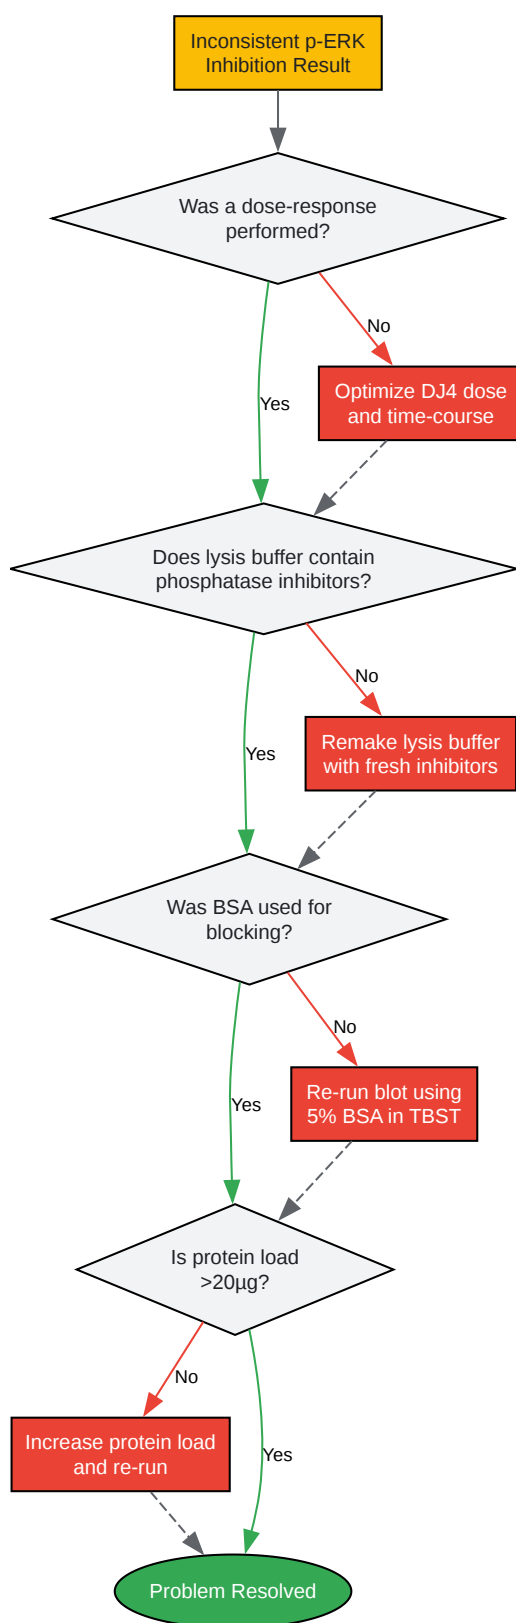 Inconsistent p-ERK
Inhibition Result
Was a dose-response
performed?
No
Optimize DJ4 dose
and time-course
Yes
Does lysis buffer contain
phosphatase inhibitors?
No
Remake lysis buffer
with fresh inhibitors
Yes
Was BSA used for
blocking?
No
Re-run blot using
5% BSA in TBST
Yes
Is protein load
>20µg?
No
Increase protein load
and re-run
Yes
Problem Resolved